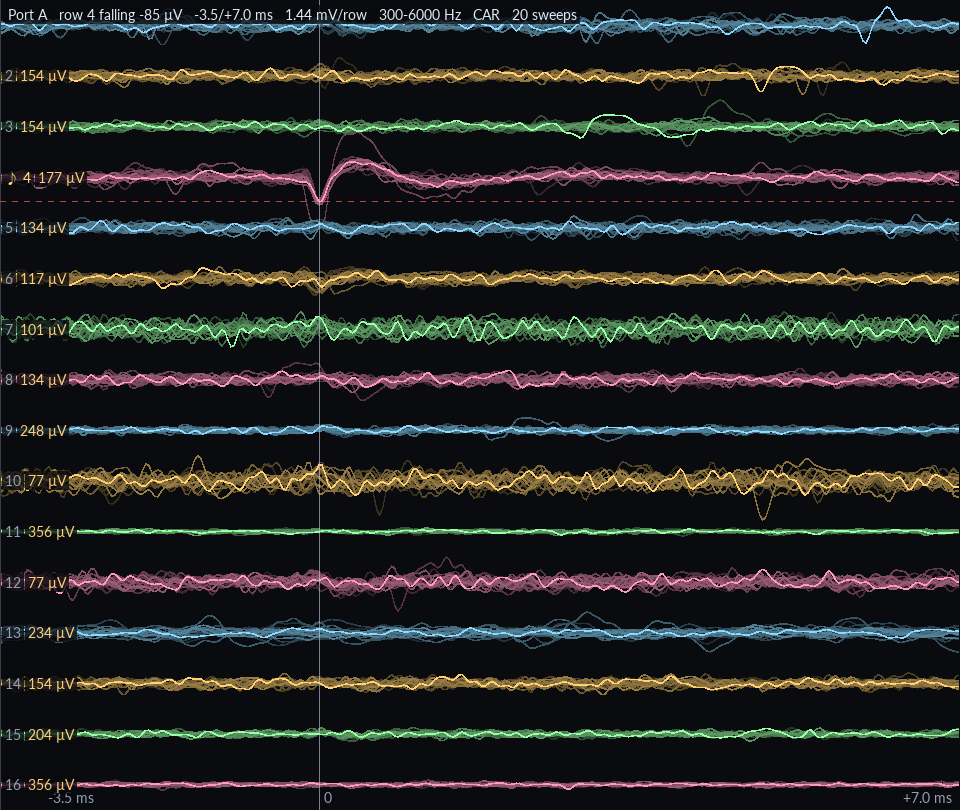 Port A row 4 falling -85 µV -3.5/+7.0 ms 1.44 mV/row 300-6000 Hz CAR 20 sweeps
2 154 µV
3 154 µV
♪ 4 177 µV
5 134 µV
6 117 µV
7 101 µV
8 134 µV
9 248 µV
10 77 µV
11 356 µV
12 77 µV
13 234 µV
14 154 µV
15 204 µV
16 356 µV
-3.5 ms 0 +7.0 ms